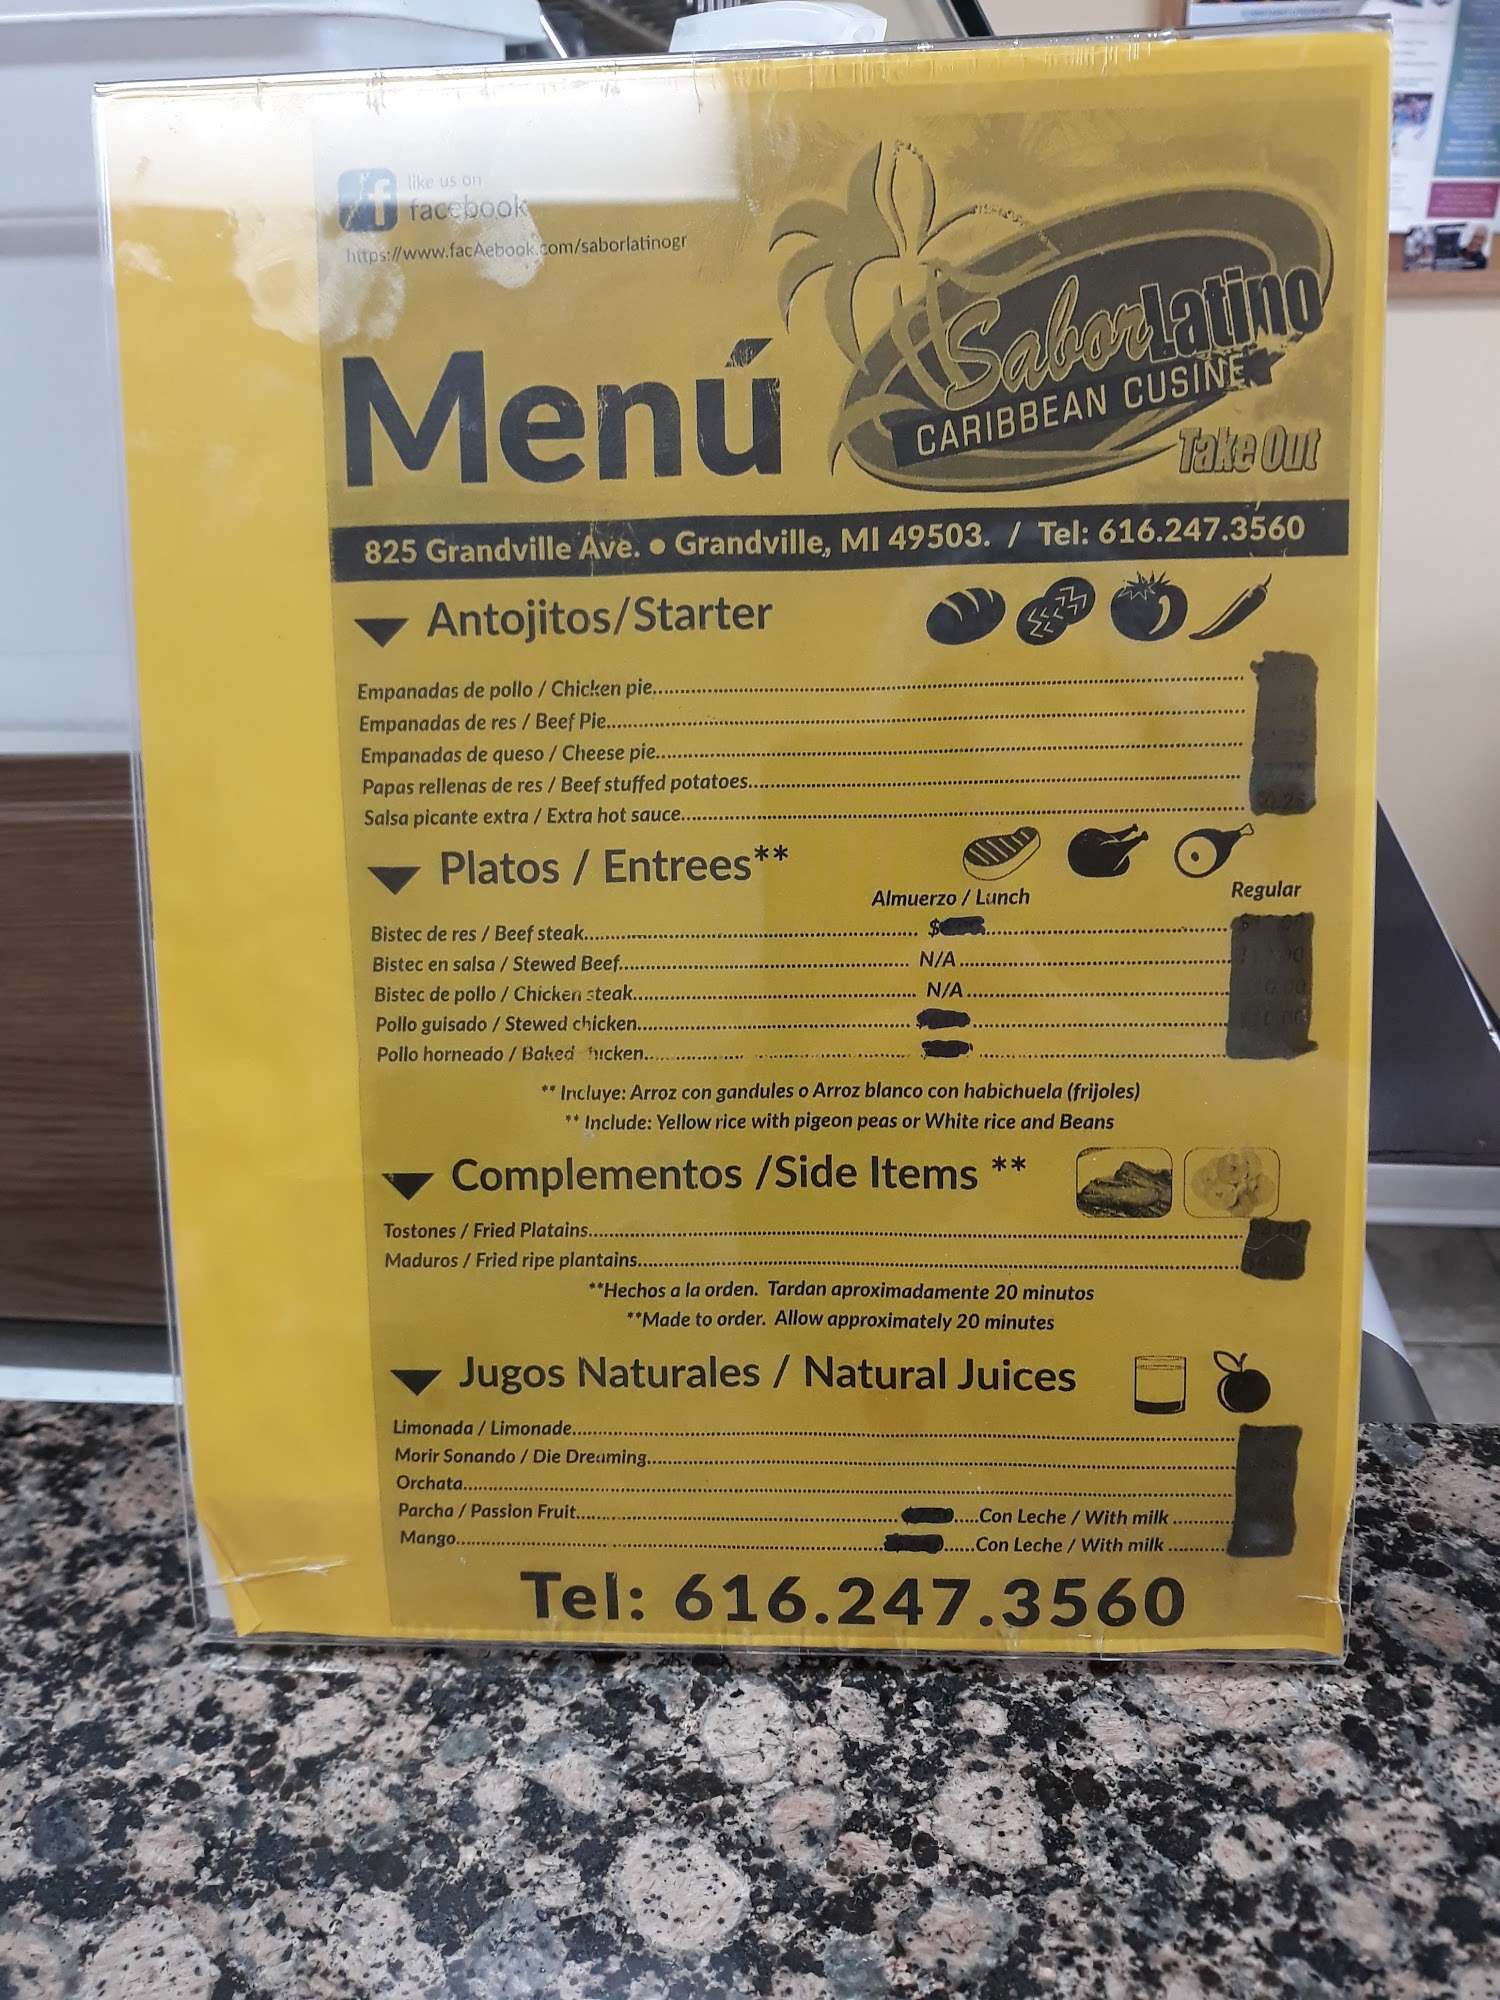 like us on
facebook
https://www.facAebook.com/saborlatinogr
Menú
SaborLatino
CARIBBEAN CUSINE
Take Out
825 Grandville Ave. • Grandville, MI 49503. / Tel: 616.247.3560
Antojitos/Starter
Empanadas de pollo / Chicken pie
Empanadas de res / Beef Pie
Empanadas de queso / Cheese pie
Papas rellenas de res / Beef stuffed potatoes
Salsa picante extra / Extra hot sauce
Platos / Entrees**
Almuerzo / Lunch Regular
Bistec de res / Beef steak $
Bistec en salsa / Stewed Beef N/A
Bistec de pollo / Chicken steak N/A
Pollo guisado / Stewed chicken
Pollo horneado / Baked chicken
** Incluye: Arroz con gandules o Arroz blanco con habichuela (frijoles)
** Include: Yellow rice with pigeon peas or White rice and Beans
Complementos /Side Items **
Tostones / Fried Platains
Maduros / Fried ripe plantains
**Hechos a la orden. Tardan aproximadamente 20 minutos
**Made to order. Allow approximately 20 minutes
Jugos Naturales / Natural Juices
Limonada / Limonade
Morir Sonando / Die Dreaming
Orchata
Parcha / Passion Fruit.....Con Leche / With milk
Mango......Con Leche / With milk
Tel: 616.247.3560